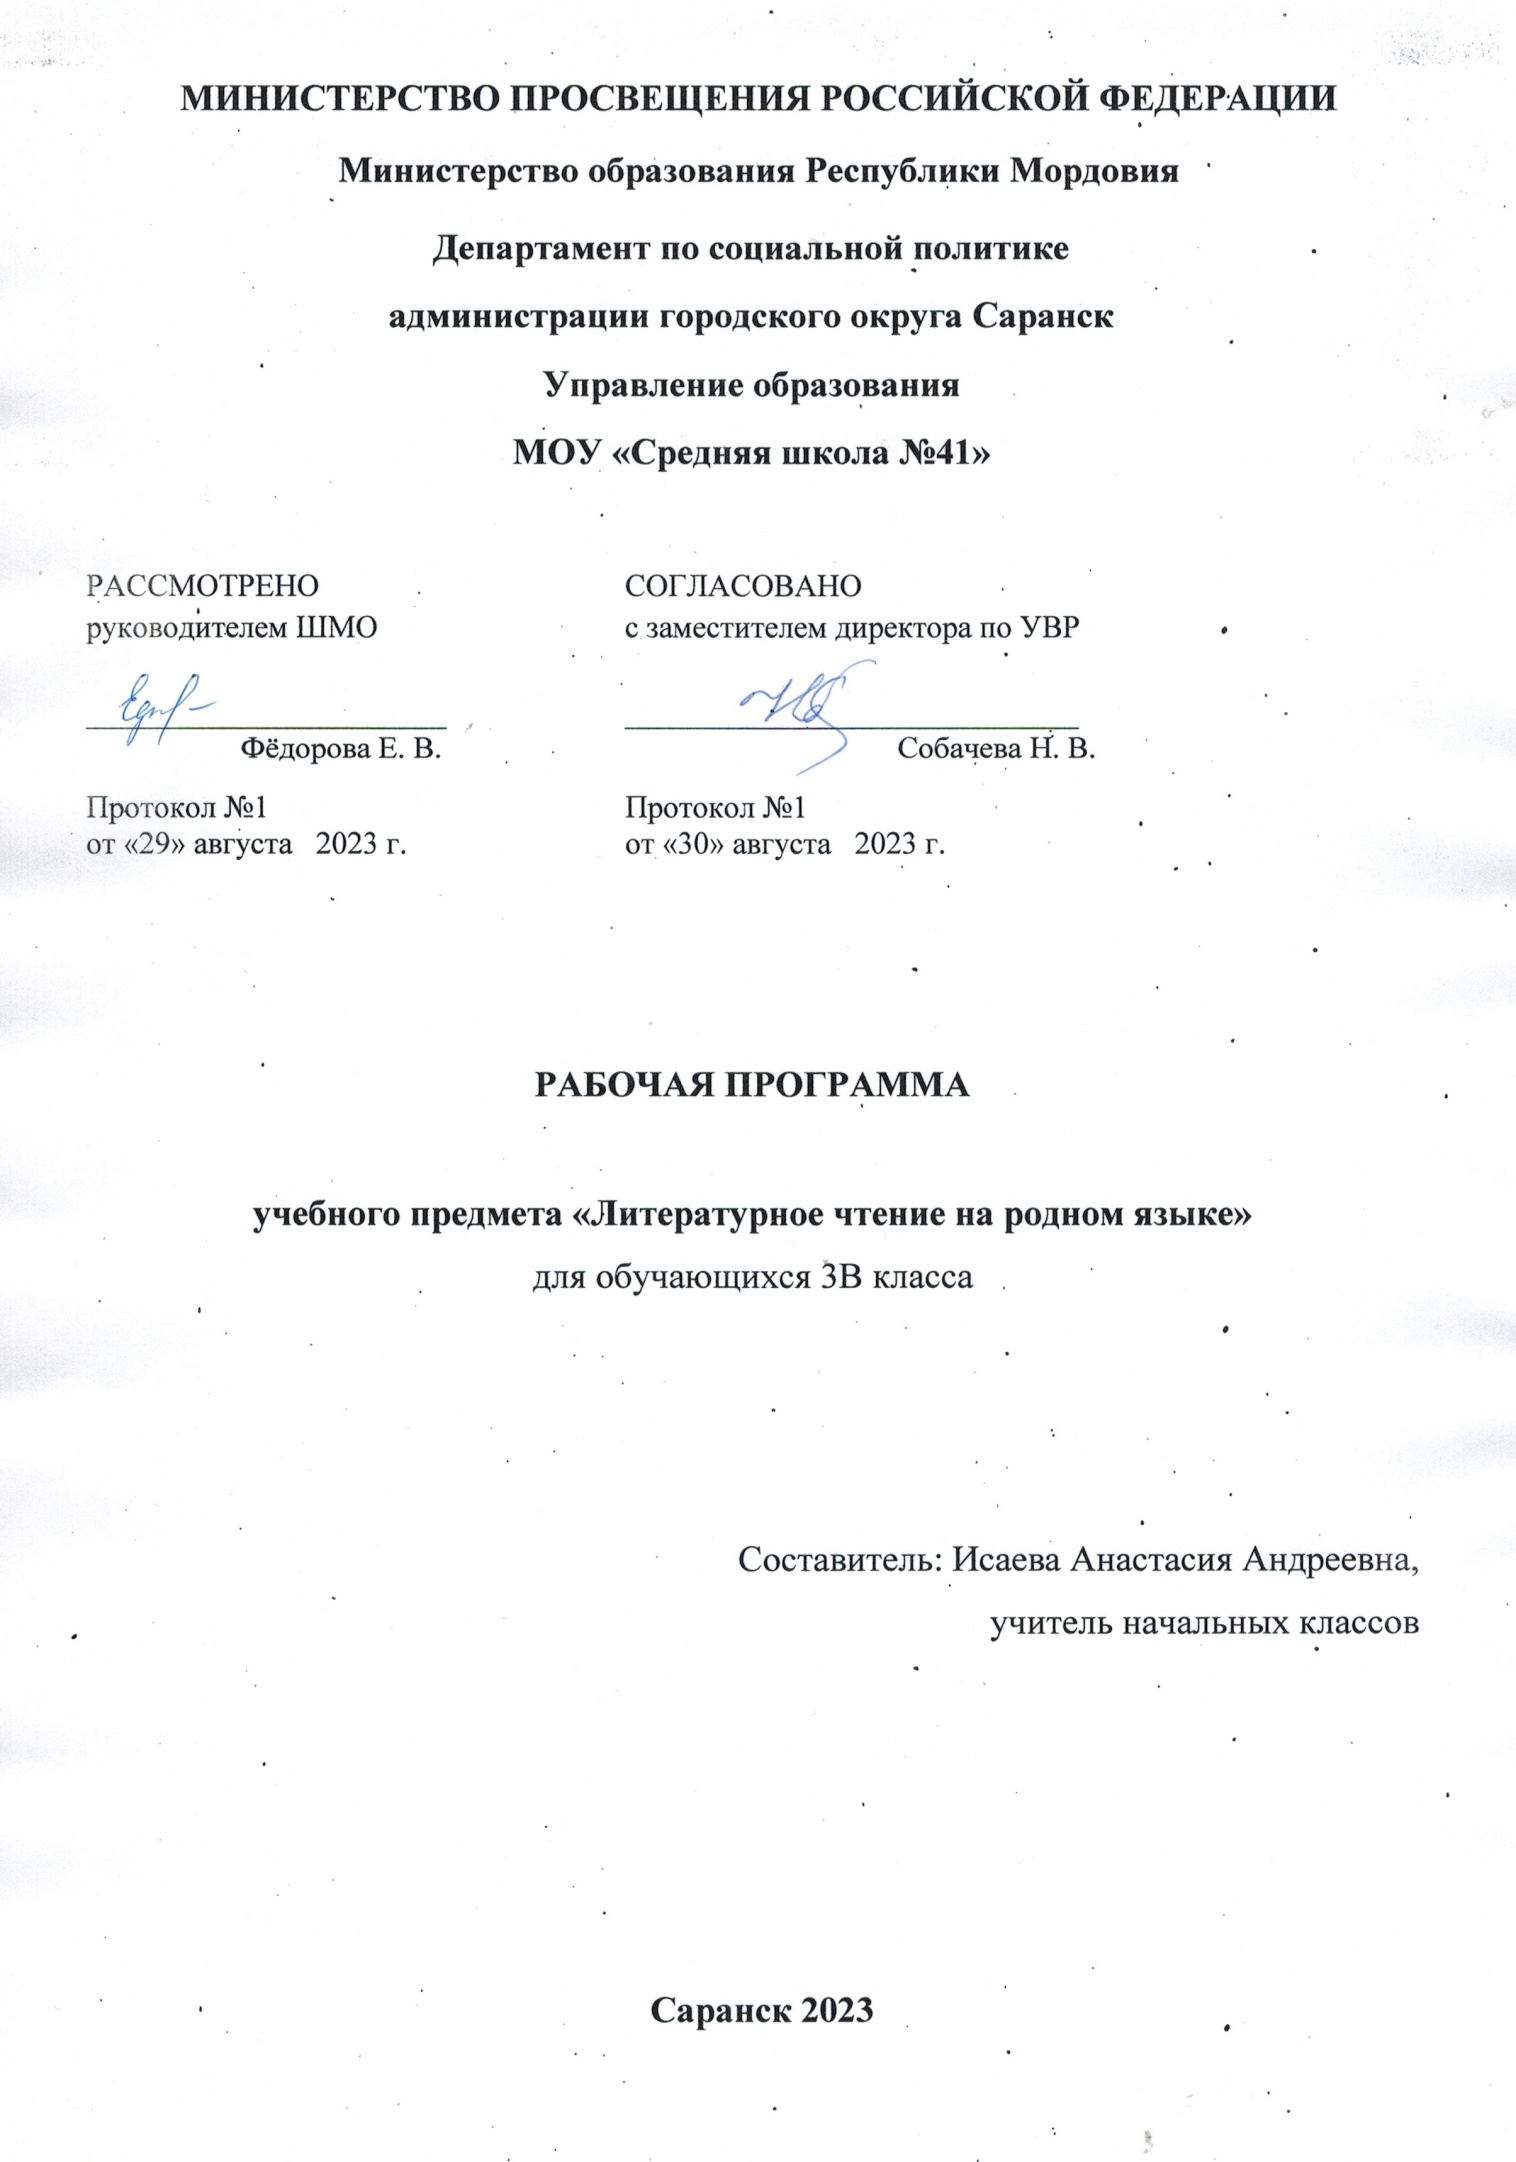 МИНИСТЕРСТВО ПРОСВЕЩЕНИЯ РОССИЙСКОЙ ФЕДЕРАЦИИ
Министерство образования Республики Мордовия
Департамент по социальной политике
администрации городского округа Саранск
Управление образования
МОУ «Средняя школа №41»
РАССМОТРЕНО
руководителем ШМО
Фёдорова Е. В.
Протокол №1
от «29» августа 2023 г.
СОГЛАСОВАНО
с заместителем директора по УВР
Собачева Н. В.
Протокол №1
от «30» августа 2023 г.
РАБОЧАЯ ПРОГРАММА
учебного предмета «Литературное чтение на родном языке»
для обучающихся 3В класса
Составитель: Исаева Анастасия Андреевна,
учитель начальных классов
Саранск 2023